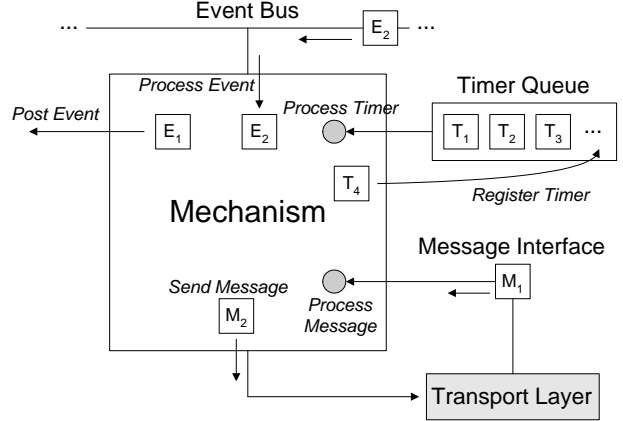 Event Bus
... E2 ...
Process Event
Timer Queue
Post Event
Process Timer
E1 E2
T1 T2 T3 ...
T4
Register Timer
Mechanism
Message Interface
Send Message
M1
M2
Process
Message
Transport Layer